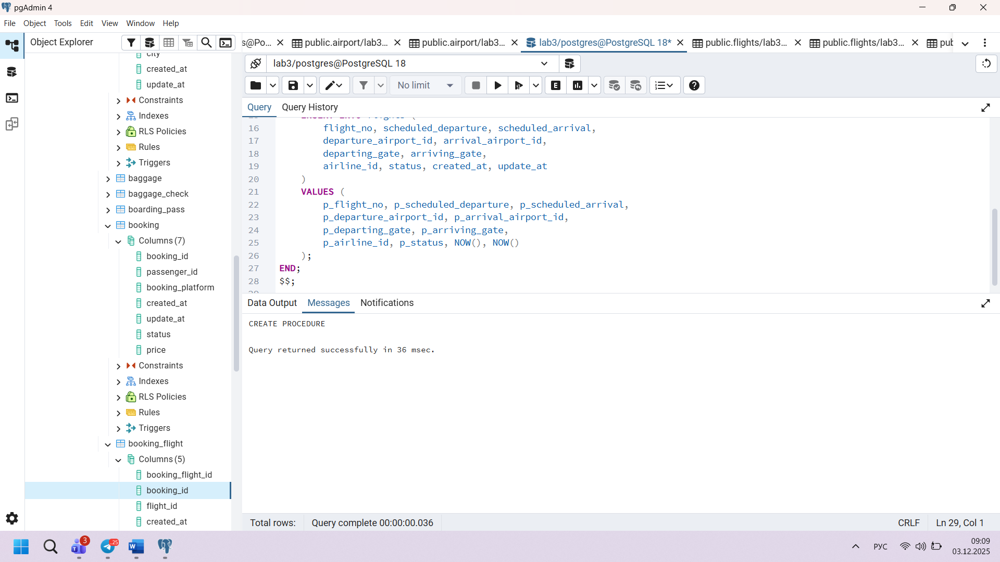 pgAdmin 4
File Object Tools Edit View Window Help
Object Explorer
s@Po...
public.airport/lab3...
public.airport/lab3...
lab3/postgres@PostgreSQL 18*
public.flights/lab3...
public.flights/lab3...
pub
city
created_at
update_at
Constraints
Indexes
RLS Policies
Rules
Triggers
baggage
baggage_check
boarding_pass
booking
Columns (7)
booking_id
passenger_id
booking_platform
created_at
update_at
status
price
Constraints
Indexes
RLS Policies
Rules
Triggers
booking_flight
Columns (5)
booking_flight_id
booking_id
flight_id
created_at
lab3/postgres@PostgreSQL 18
No limit
E
Query Query History
16 flight_no, scheduled_departure, scheduled_arrival,
17 departure_airport_id, arrival_airport_id,
18 departing_gate, arriving_gate,
19 airline_id, status, created_at, update_at
20 )
21 VALUES (
22 p_flight_no, p_scheduled_departure, p_scheduled_arrival,
23 p_departure_airport_id, p_arrival_airport_id,
24 p_departing_gate, p_arriving_gate,
25 p_airline_id, p_status, NOW(), NOW()
26 );
27 END;
28 $$;
Data Output Messages Notifications
CREATE PROCEDURE
Query returned successfully in 36 msec.
Total rows: Query complete 00:00:00.036
CRLF Ln 29, Col 1
3
..25
РУС
09:09
03.12.2025